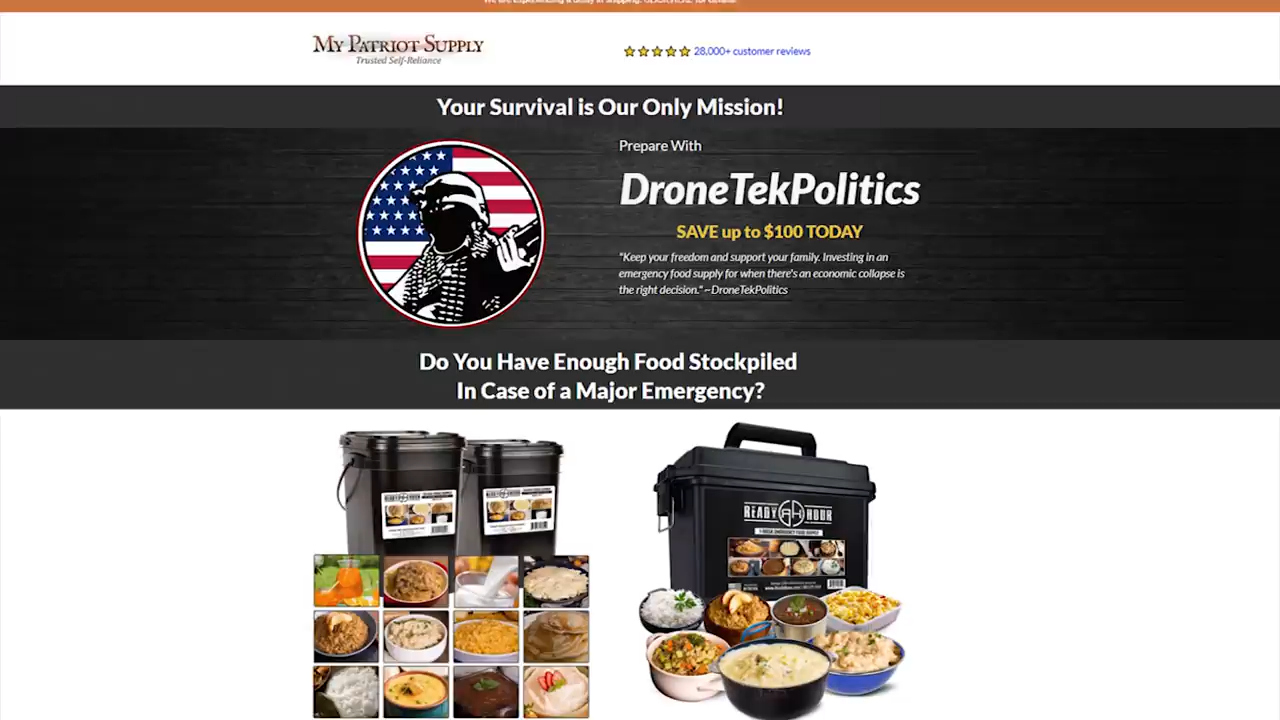 My Patriot Supply
Trusted Self-Reliance
28,000+ customer reviews
Your Survival is Our Only Mission!
Prepare With
DroneTekPolitics
SAVE up to $100 TODAY
"Keep your freedom and support your family. Investing in an
emergency food supply for when there's an economic collapse is
the right decision." ~DroneTekPolitics
Do You Have Enough Food Stockpiled
In Case of a Major Emergency?
READY HOUR